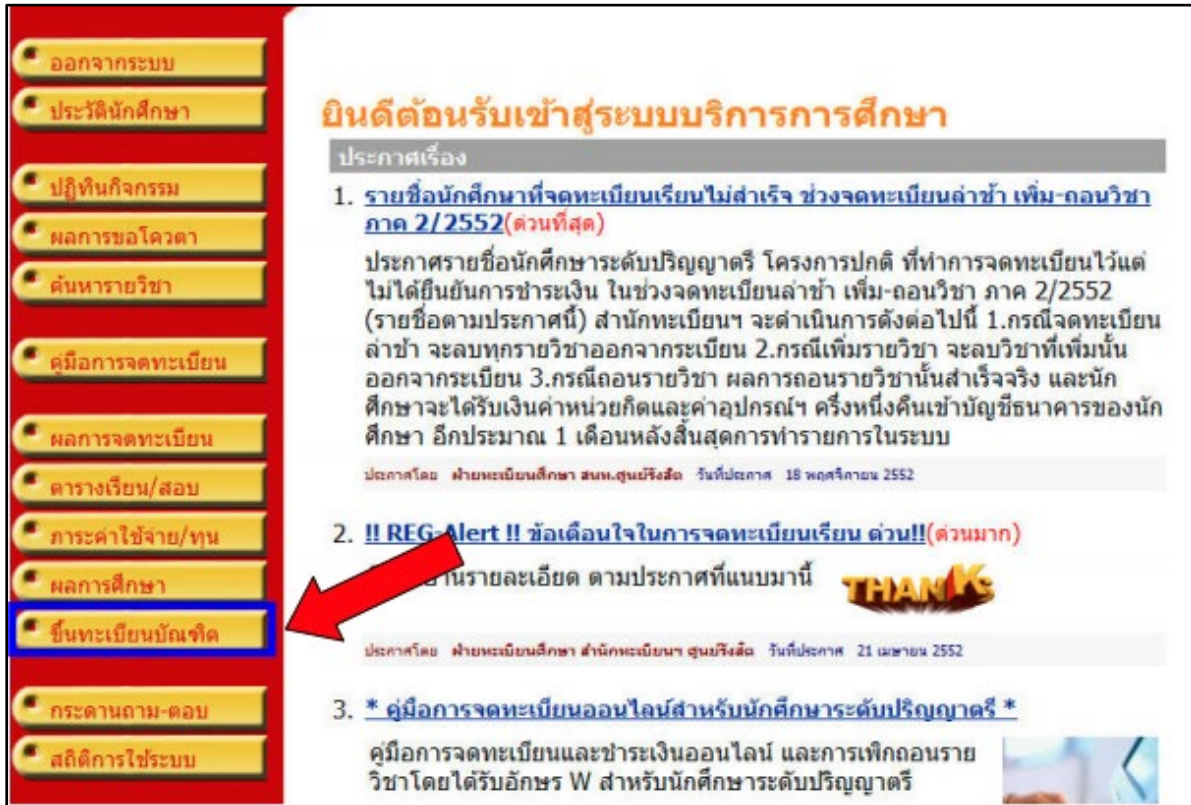 ออกจากระบบ
ประวัตินักศึกษา
ปฏิทินกิจกรรม
ผลการขอโควตา
ค้นหารายวิชา
คู่มือการจดทะเบียน
ผลการจดทะเบียน
ตารางเรียน/สอบ
ภาระค่าใช้จ่าย/ทุน
ผลการศึกษา
ขึ้นทะเบียนบัณฑิต
กระดานถาม-ตอบ
สถิติการใช้ระบบ
ยินดีต้อนรับเข้าสู่ระบบบริการการศึกษา
ประกาศเรื่อง
1. รายชื่อนักศึกษาที่จดทะเบียนเรียนไม่สำเร็จ ช่วงจดทะเบียนล่าช้า เพิ่ม-ถอนวิชา
ภาค 2/2552(ด่วนที่สุด)
ประกาศรายชื่อนักศึกษาระดับปริญญาตรี โครงการปกติ ที่ทำการจดทะเบียนไว้แต่
ไม่ได้ยืนยันการชำระเงิน ในช่วงจดทะเบียนล่าช้า เพิ่ม-ถอนวิชา ภาค 2/2552
(รายชื่อตามประกาศนี้) สำนักทะเบียนฯ จะดำเนินการดังต่อไปนี้ 1.กรณีจดทะเบียน
ล่าช้า จะลบทุกรายวิชาออกจากระเบียน 2.กรณีเพิ่มรายวิชา จะลบวิชาที่เพิ่มนั้น
ออกจากระเบียน 3.กรณีถอนรายวิชา ผลการถอนรายวิชานั้นสำเร็จจริง และนัก
ศึกษาจะได้รับเงินค่าหน่วยกิตและค่าอุปกรณ์ฯ ครึ่งหนึ่งคืนเข้าบัญชีธนาคารของนัก
ศึกษา อีกประมาณ 1 เดือนหลังสิ้นสุดการทำรายการในระบบ
ประกาศโดย ฝ่ายทะเบียนศึกษา สนท.ศูนย์รังสิต วันที่ประกาศ 18 พฤศจิกายน 2552
2. !! REG-Alert !! ข้อเตือนใจในการจดทะเบียนเรียน ด่วน!!(ด่วนมาก)
านรายละเอียด ตามประกาศที่แนบมานี้ THANKs
ประกาศโดย ฝ่ายทะเบียนศึกษา สำนักทะเบียนฯ ศูนย์รังสิต วันที่ประกาศ 21 เมษายน 2552
3. * คู่มือการจดทะเบียนออนไลน์สำหรับนักศึกษาระดับปริญญาตรี *
คู่มือการจดทะเบียนและชำระเงินออนไลน์ และการเพิกถอนราย
วิชาโดยได้รับอักษร W สำหรับนักศึกษาระดับปริญญาตรี